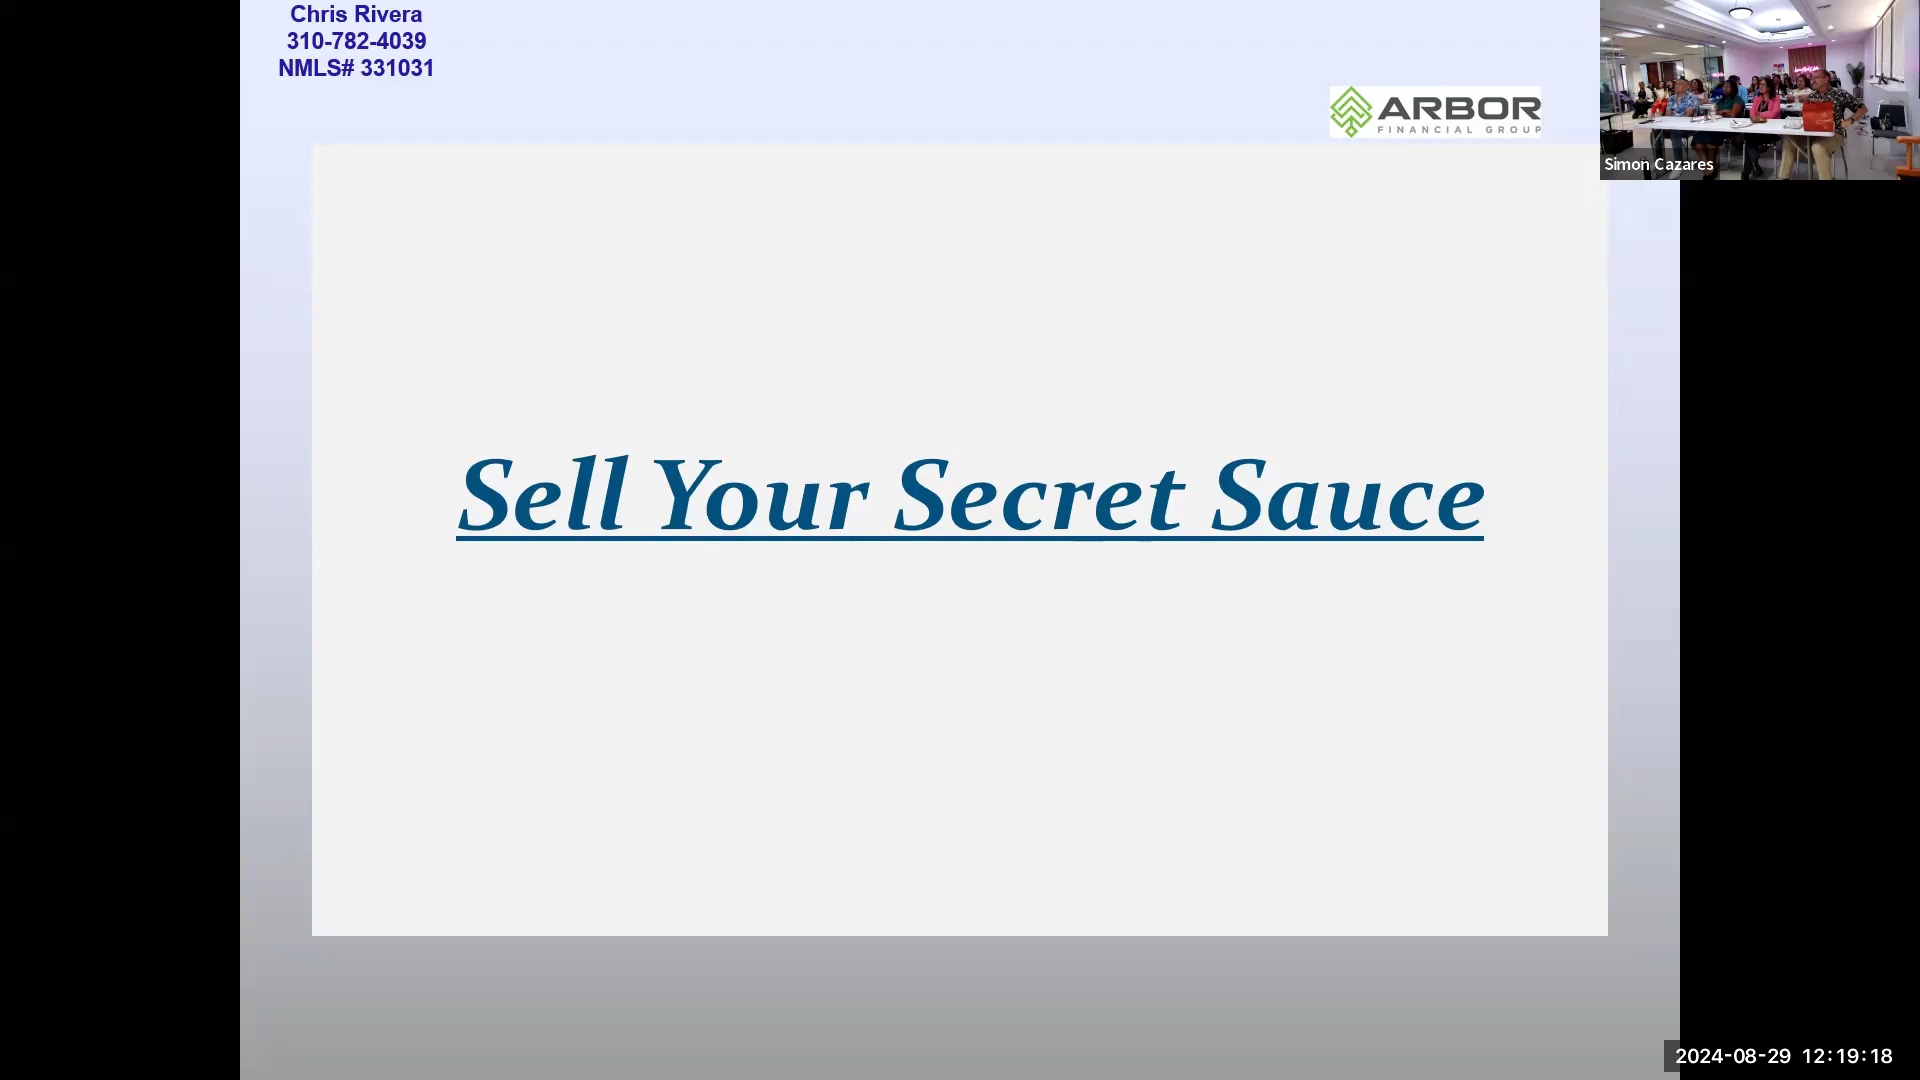 Chris Rivera
310-782-4039
NMLS# 331031
ARBOR
FINANCIAL GROUP
Simon Cazares
Sell Your Secret Sauce
2024-08-29 12:19:18